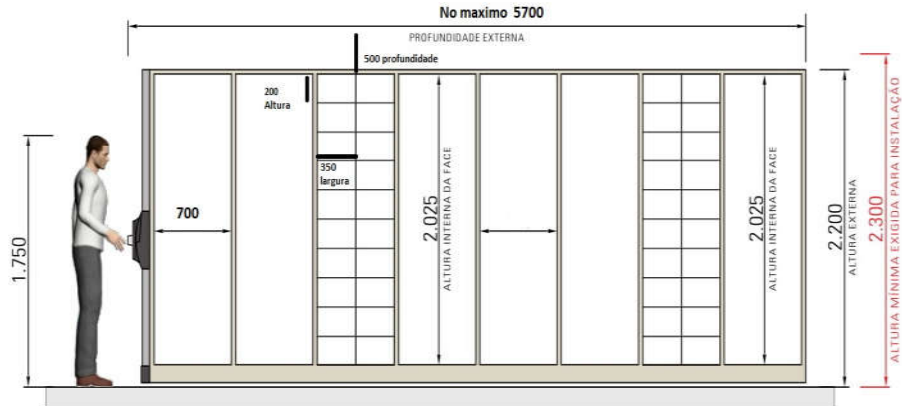 No maximo 5700
PROFUNDIDADE EXTERNA
500 profundidade
200
Altura
350
largura
700
1.750
2.025
ALTURA INTERNA DA FACE
2.025
ALTURA INTERNA DA FACE
2.200
ALTURA EXTERNA
2.300
ALTURA MÍNIMA EXIGIDA PARA INSTALAÇÃO